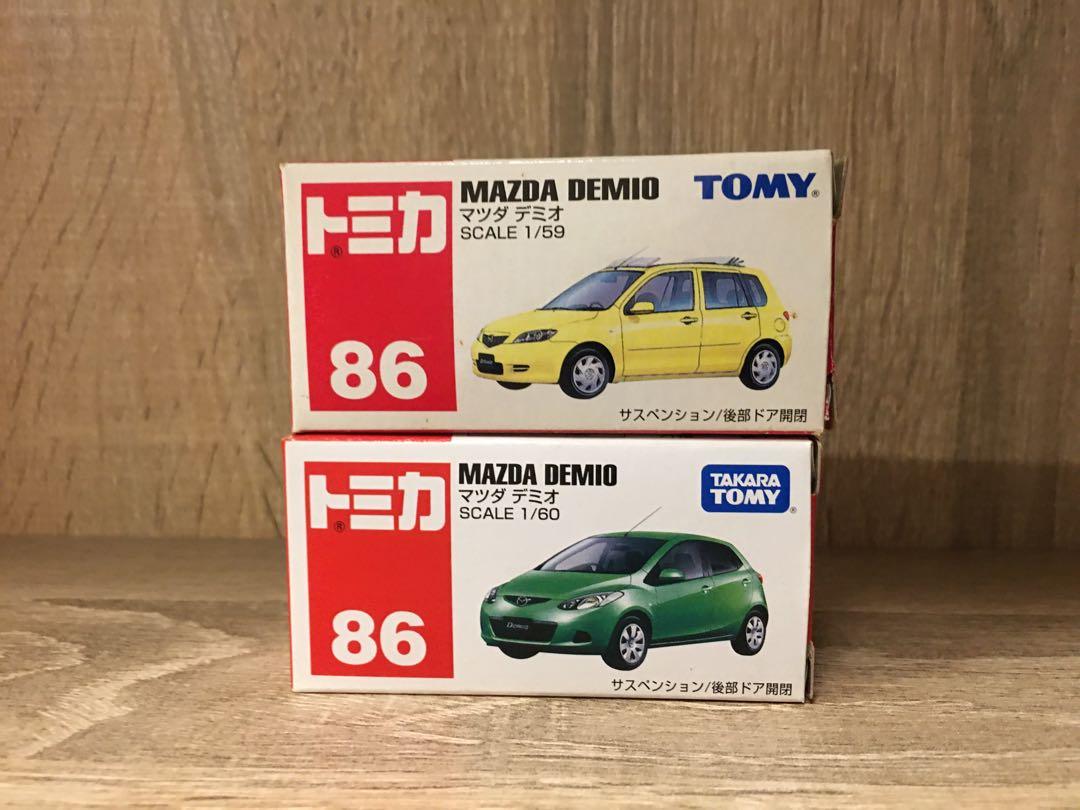 トミカ®
86
MAZDA DEMIO
マツダ デミオ
SCALE 1/59
TOMY®
サスペンション/後部ドア開閉
トミカ®
86
MAZDA DEMIO
マツダ デミオ
SCALE 1/60
TAKARA
TOMY®
Demio
サスペンション/後部ドア開閉